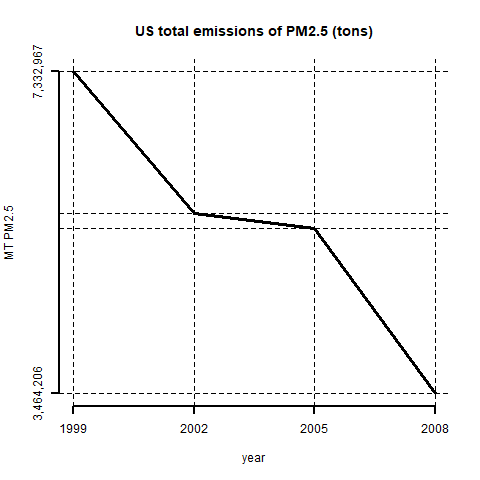 US total emissions of PM2.5 (tons)
7,332,967
MT PM2.5
3,464,206
1999 2002 2005 2008
year